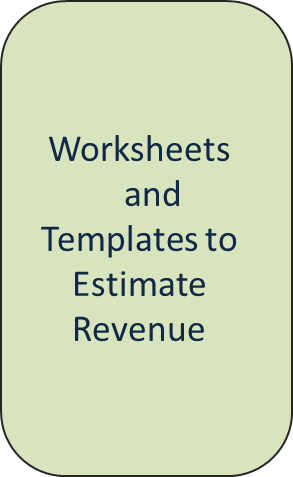 Worksheets
and
Templates to
Estimate
Revenue